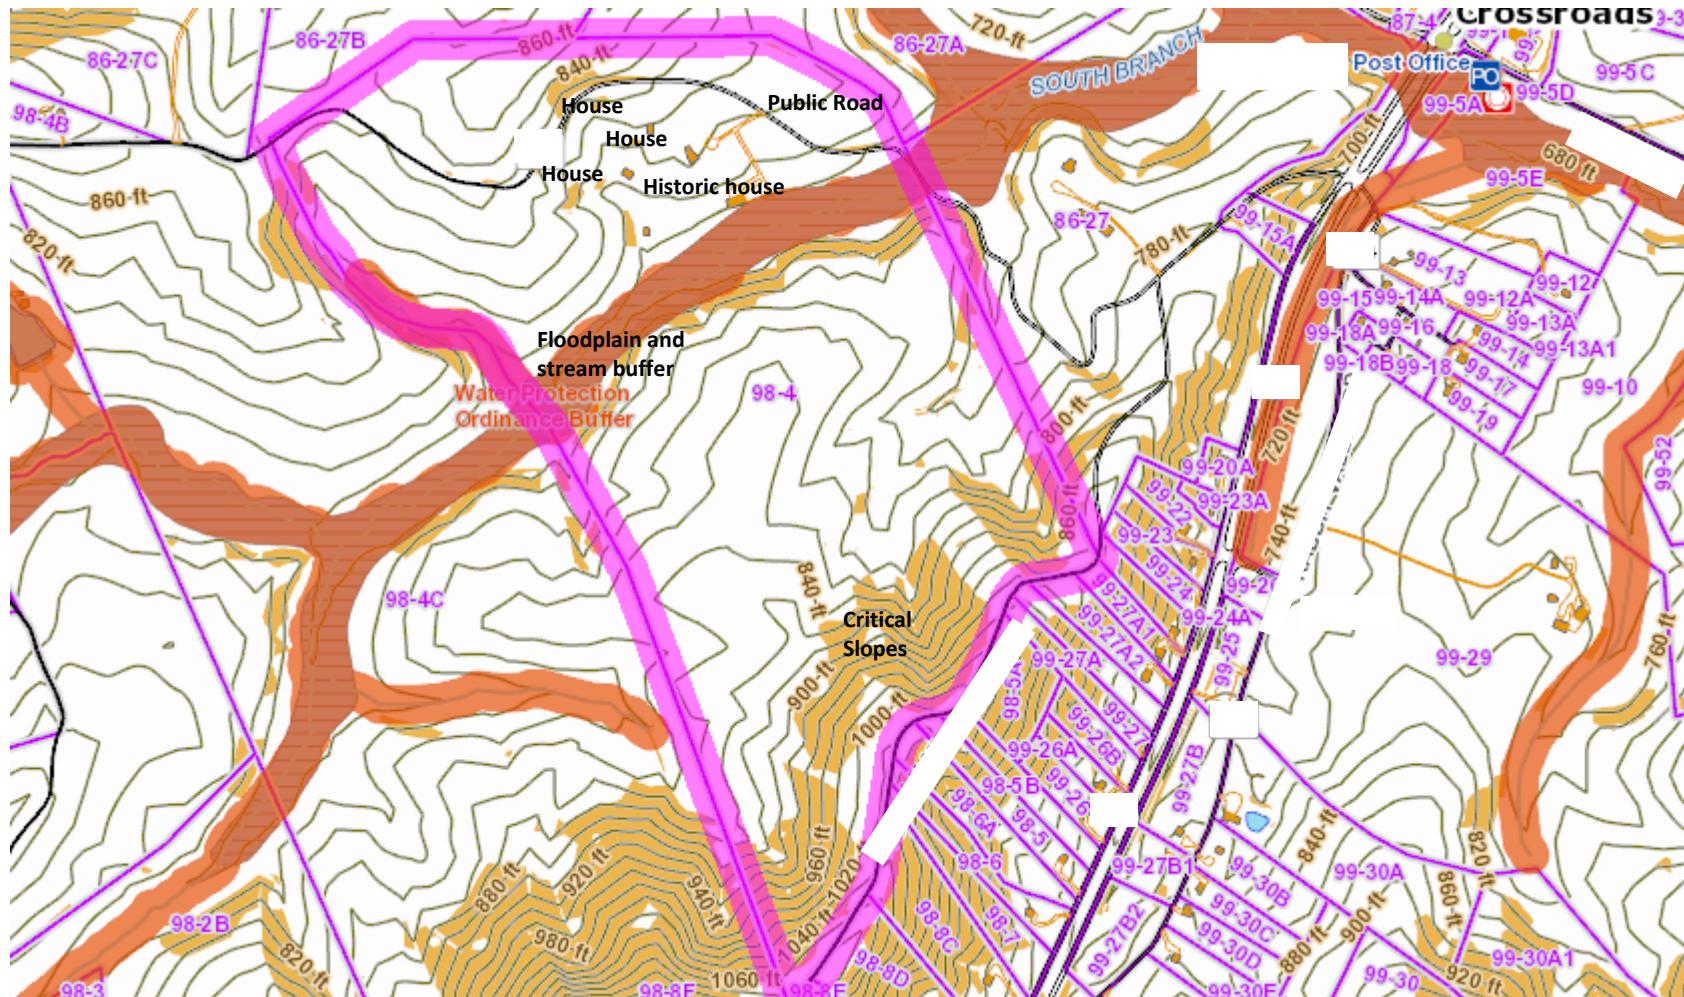 Crossroads
87-4
86-27B
86-27A
720-ft
860-ft
86-27C
840-ft
SOUTH BRANCH
Post Office
PO
99-5C
99-5D
99-5A
98-4B
House
Public Road
House
House
Historic house
700-ft
680 ft
99-5E
860-ft
820-ft
86-27
780-ft
99-15A
99-13
99-12
99-15
99-14A
99-12A
99-18A
99-16
99-13A
Floodplain and
stream buffer
99-14
99-13A1
99-18B
99-18
99-17
99-10
Water Protection
Ordinance Buffer
98-4
99-19
800-ft
720 ft
99-20A
99-52
99-22
99-23A
860-ft
99-23
740-ft
99-24
840-ft
98-4C
99-27A1
99-24A
Critical
Slopes
99-27A2
99-25
99-27A
99-29
760-ft
900-ft
98-5A
1000-ft
99-27
99-26B
99-26A
98-5B
99-26
99-27B
98-6A
98-5
960-ft
840-ft
820-ft
880-ft
920-ft
98-6
99-27B1
99-30A
1020
940-ft
99-30B
860-ft
98-2B
98-8C
98-7
99-30C
900-ft
1040-ft
980-ft
99-27B2
99-30D
880-ft
820-ft
98-8D
99-30A1
1060-ft
99-30
920-ft
98-3
98-8F
98-8E
99-30E